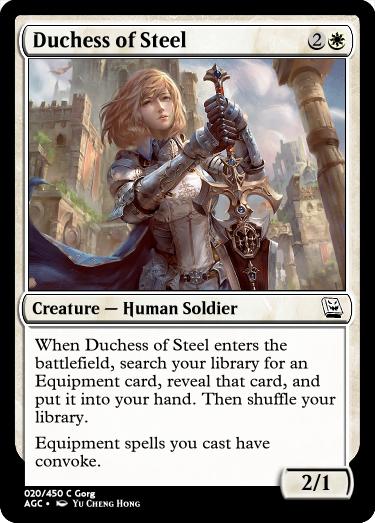 Duchess of Steel 2
Creature — Human Soldier
When Duchess of Steel enters the
battlefield, search your library for an
Equipment card, reveal that card, and
put it into your hand. Then shuffle your
library.
Equipment spells you cast have
convoke.
2/1
020/450 C Gorg
AGC • Yu Cheng Hong